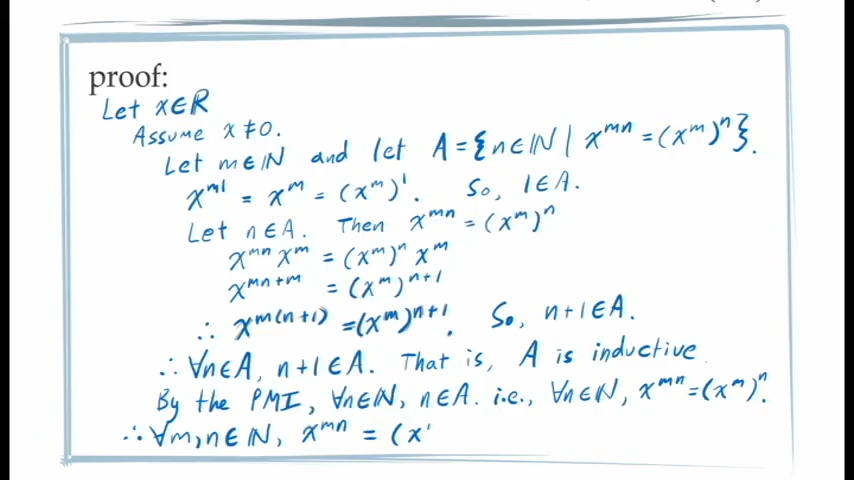 proof:
Let x∈ℝ
Assume x≠0.
Let m∈ℕ and let A={n∈ℕ | x^{mn} = (x^m)^n}.
x^{m1} = x^m = (x^m)^1. So, 1∈A.
Let n∈A. Then x^{mn} = (x^m)^n
x^{mn} x^m = (x^m)^n x^m
x^{mn+m} = (x^m)^{n+1}
∴ x^{m(n+1)} = (x^m)^{n+1}. So, n+1∈A.
∴ ∀n∈A, n+1∈A. That is, A is inductive.
By the PMI, ∀n∈ℕ, n∈A. i.e., ∀n∈ℕ, x^{mn} = (x^m)^n.
∴ ∀m,n∈ℕ, x^{mn} = (x'